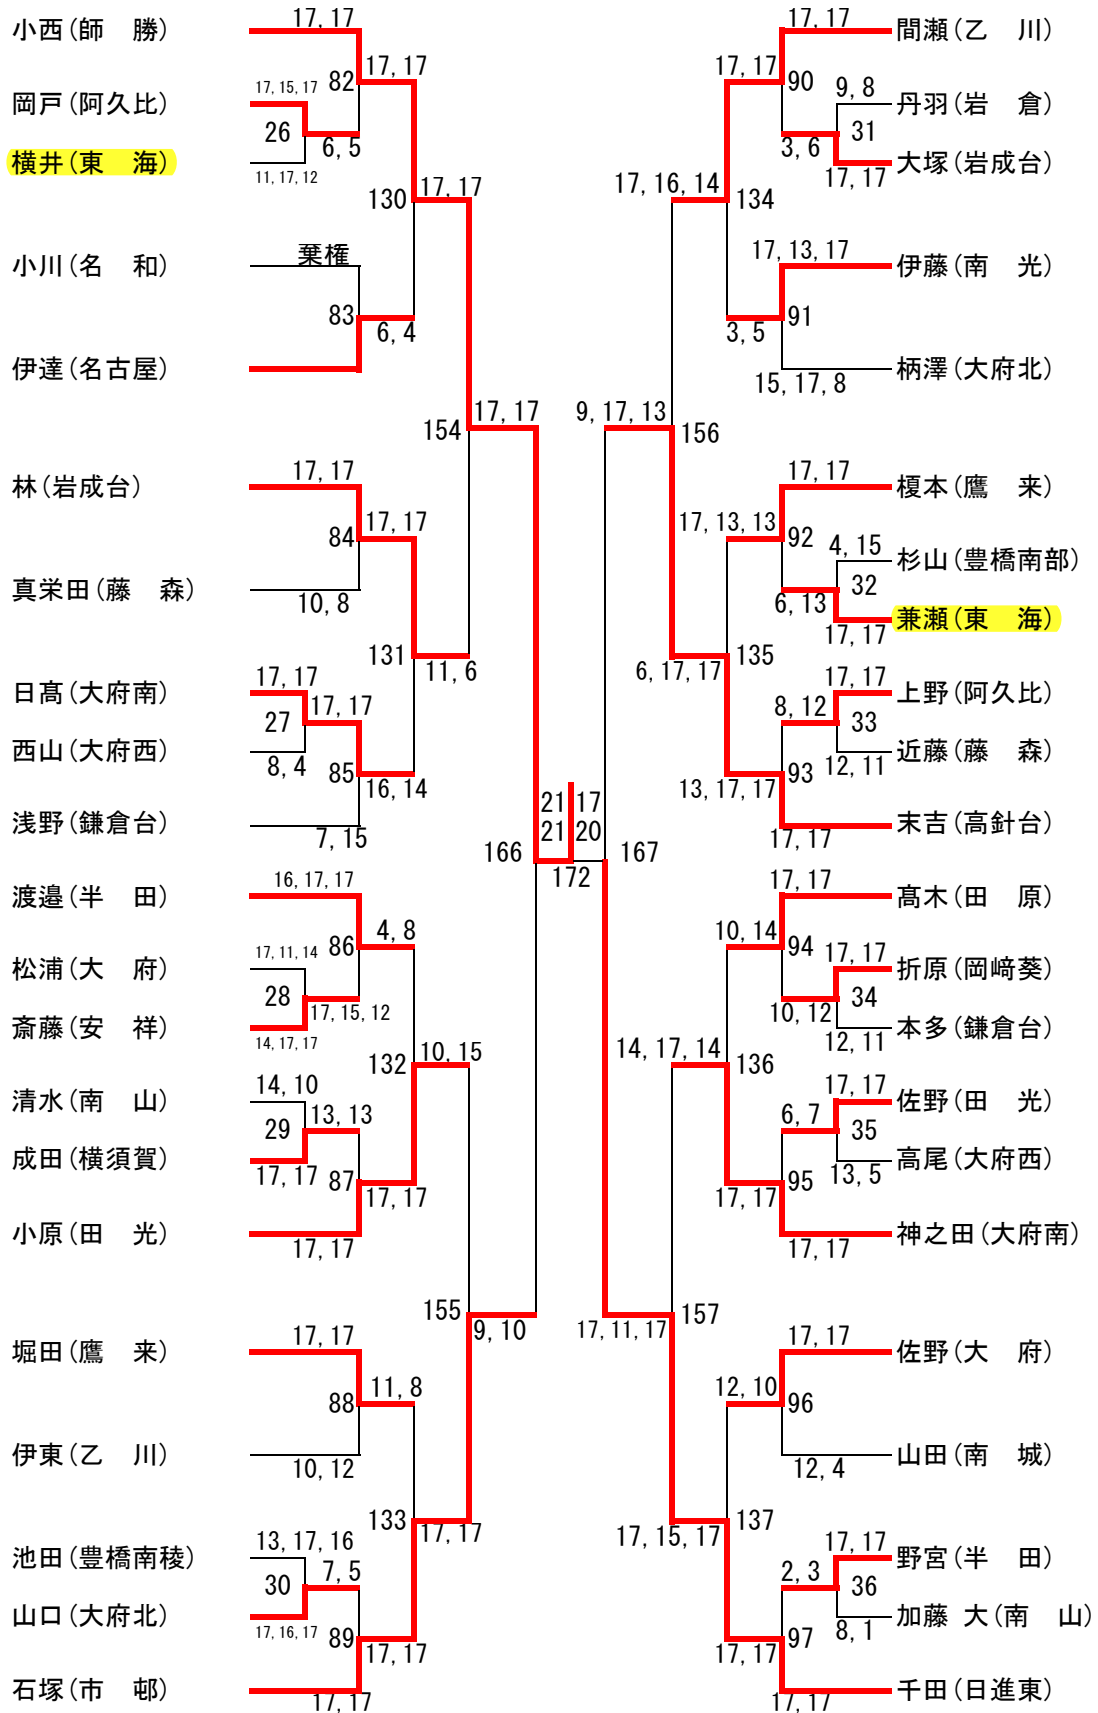 17, 17
小西(師　勝)
82
17, 17
17, 15, 17
岡戸(阿久比)
26
6, 5
横井(東　海)
11, 17, 12
130
17, 17
棄権
小川(名　和)
83
6, 4
伊達(名古屋)
154
17, 17
17, 17
林(岩成台)
84
17, 17
真栄田(藤　森)
10, 8
131
11, 6
17, 17
日髙(大府南)
27
17, 17
西山(大府西)
8, 4
85
16, 14
浅野(鎌倉台)
7, 15
166
21 17
21 20
172
167
16, 17, 17
渡邉(半　田)
86
4, 8
17, 11, 14
松浦(大　府)
28
17, 15, 12
斎藤(安　祥)
14, 17, 17
132
10, 15
14, 10
清水(南　山)
29
13, 13
成田(横須賀)
17, 17
87
17, 17
小原(田　光)
17, 17
155
9, 10
17, 17
堀田(鷹　来)
88
11, 8
伊東(乙　川)
10, 12
133
17, 17
13, 17, 16
池田(豊橋南稜)
30
7, 5
山口(大府北)
17, 16, 17
89
17, 17
石塚(市　邨)
17, 17
17, 17
間瀬(乙　川)
17, 17
90
9, 8
丹羽(岩　倉)
31
3, 6
大塚(岩成台)
17, 17
17, 16, 14
134
17, 13, 17
伊藤(南　光)
91
3, 5
柄澤(大府北)
15, 17, 8
9, 17, 13
156
17, 17
榎本(鷹　来)
17, 13, 13
92
4, 15
杉山(豊橋南部)
32
6, 13
兼瀬(東　海)
17, 17
135
6, 17, 17
17, 17
上野(阿久比)
8, 12
33
近藤(藤　森)
12, 11
93
13, 17, 17
末吉(高針台)
17, 17
17, 17
髙木(田　原)
10, 14
94
17, 17
折原(岡﨑葵)
34
10, 12
本多(鎌倉台)
12, 11
14, 17, 14
136
17, 17
佐野(田　光)
6, 7
35
高尾(大府西)
13, 5
95
17, 17
神之田(大府南)
17, 17
157
17, 11, 17
17, 17
佐野(大　府)
12, 10
96
山田(南　城)
12, 4
137
17, 15, 17
17, 17
野宮(半　田)
2, 3
36
加藤 大(南　山)
8, 1
97
17, 17
千田(日進東)
17, 17